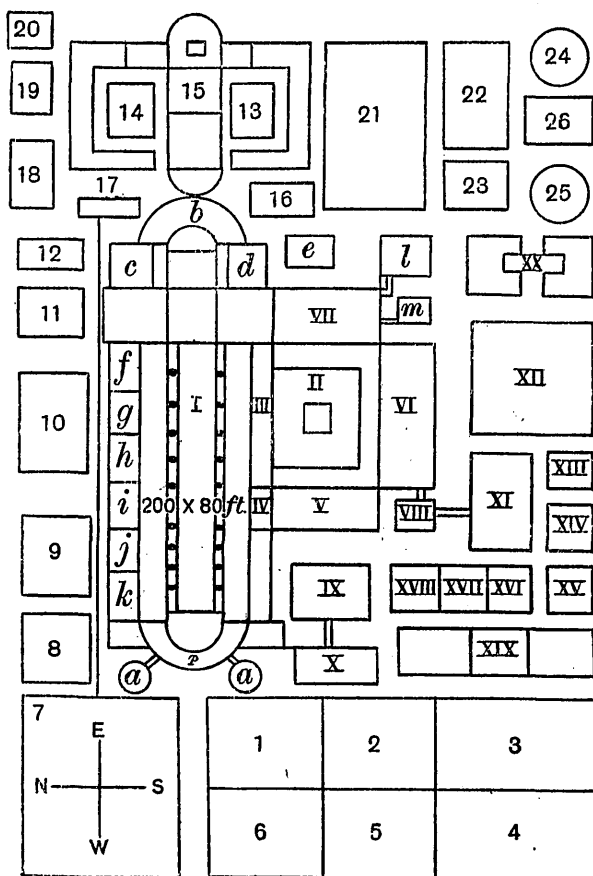 20
24
19
14
15
13
21
22
26
18
17
16
23
25
b
12
c
d
e
l
XX
11
VII
m
f
II
XII
g
I
III
VI
10
h
XIII
i
200 X 80 ft.
IV
V
VIII
XI
XIV
9
j
k
IX
XVIII
XVII
XVI
XV
8
P
XIX
a
a
X
7
E
1
2
3
N
S
W
6
5
4